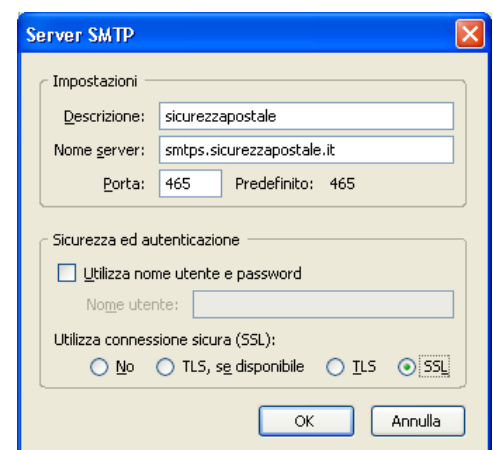 Server SMTP
Impostazioni
Descrizione: sicurezzapostale
Nome server: smtps.sicurezzapostale.it
Porta: 465 Predefinito: 465
Sicurezza ed autenticazione
Utilizza nome utente e password
Nome utente:
Utilizza connessione sicura (SSL):
No TLS, se disponibile TLS SSL
OK Annulla